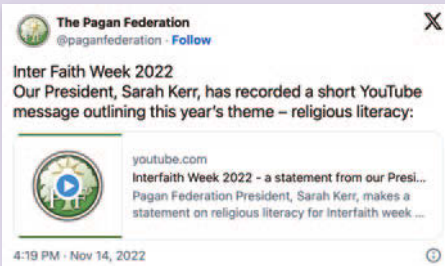 The Pagan Federation
@paganfederation · Follow
X
Inter Faith Week 2022
Our President, Sarah Kerr, has recorded a short YouTube
message outlining this year's theme – religious literacy:
youtube.com
Interfaith Week 2022 - a statement from our Presi...
Pagan Federation President, Sarah Kerr, makes a
statement on religious literacy for Interfaith week ...
4:19 PM · Nov 14, 2022